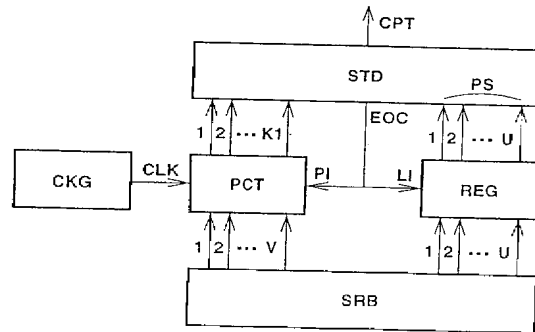 CPT
STD
PS
1 2 ... K1
EOC
1 2 ... U
CKG
CLK
PCT
PI
LI
REG
1 2 ... V
1 2 ... U
SRB